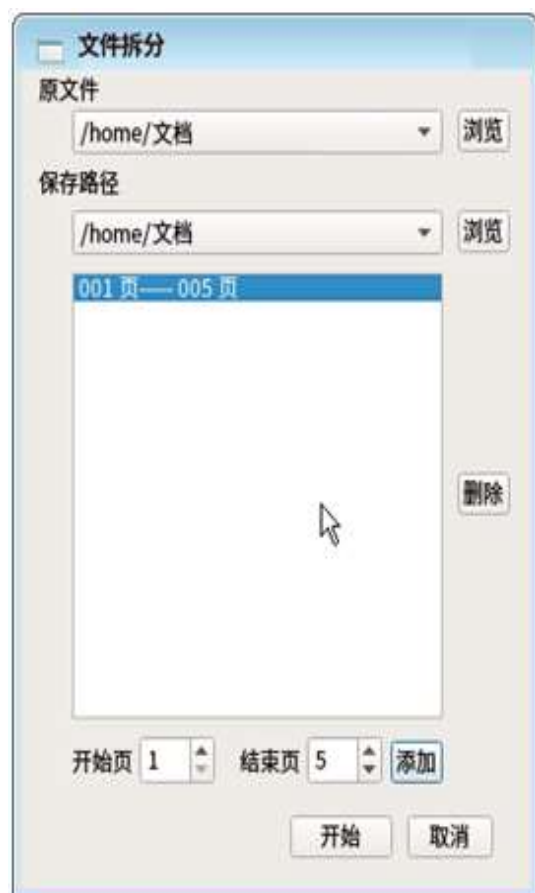 文件拆分
原文件
/home/文档 浏览
保存路径
/home/文档 浏览
001 页—— 005 页
删除
开始页 1 结束页 5 添加
开始 取消